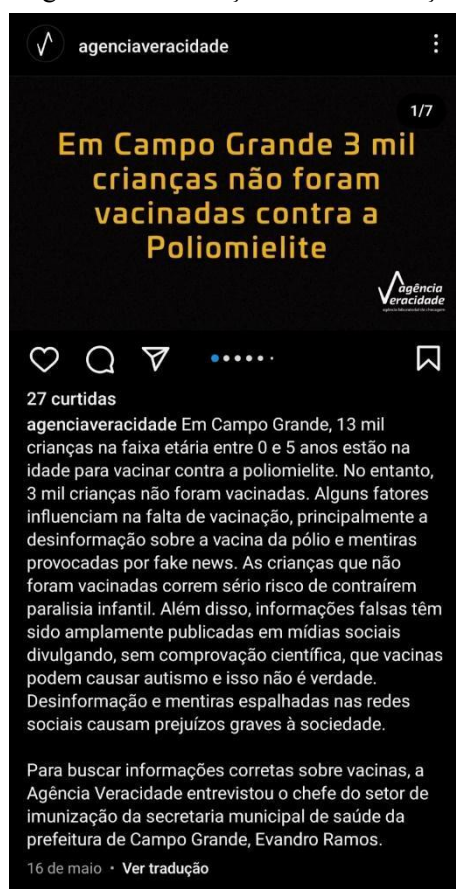 agenciaveracidade
1/7
Em Campo Grande 3 mil
crianças não foram
vacinadas contra a
Poliomielite
agência
Veracidade
27 curtidas
agenciaveracidade Em Campo Grande, 13 mil
crianças na faixa etária entre 0 e 5 anos estão na
idade para vacinar contra a poliomielite. No entanto,
3 mil crianças não foram vacinadas. Alguns fatores
influenciam na falta de vacinação, principalmente a
desinformação sobre a vacina da pólio e mentiras
provocadas por fake news. As crianças que não
foram vacinadas correm sério risco de contraírem
paralisia infantil. Além disso, informações falsas têm
sido amplamente publicadas em mídias sociais
divulgando, sem comprovação científica, que vacinas
podem causar autismo e isso não é verdade.
Desinformação e mentiras espalhadas nas redes
sociais causam prejuízos graves à sociedade.
Para buscar informações corretas sobre vacinas, a
Agência Veracidade entrevistou o chefe do setor de
imunização da secretaria municipal de saúde da
prefeitura de Campo Grande, Evandro Ramos.
16 de maio • Ver tradução